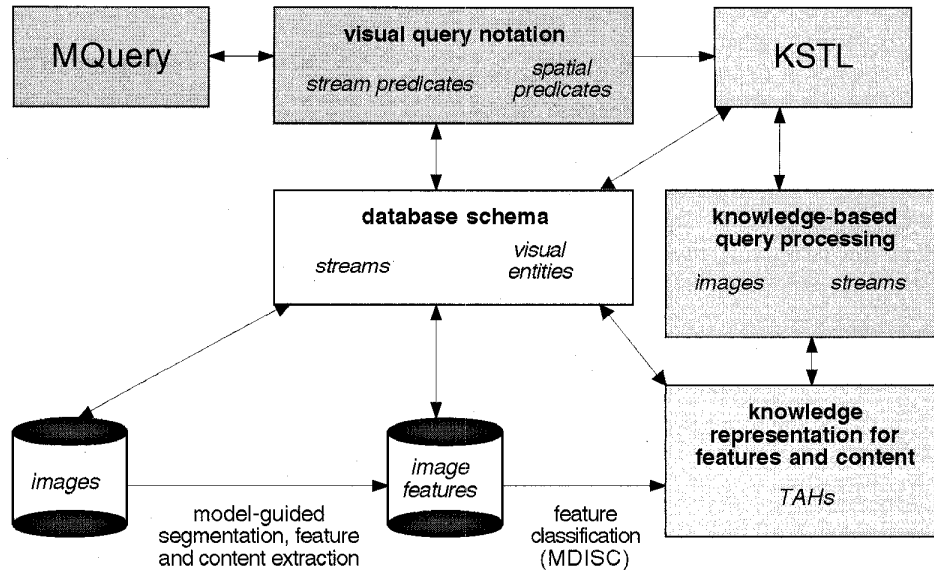 MQuery
visual query notation
stream predicates
spatial
predicates
KSTL
database schema
streams
visual
entities
knowledge-based
query processing
images
streams
images
model-guided
segmentation, feature
and content extraction
image
features
feature
classification
(MDISC)
knowledge
representation for
features and content
TAHs